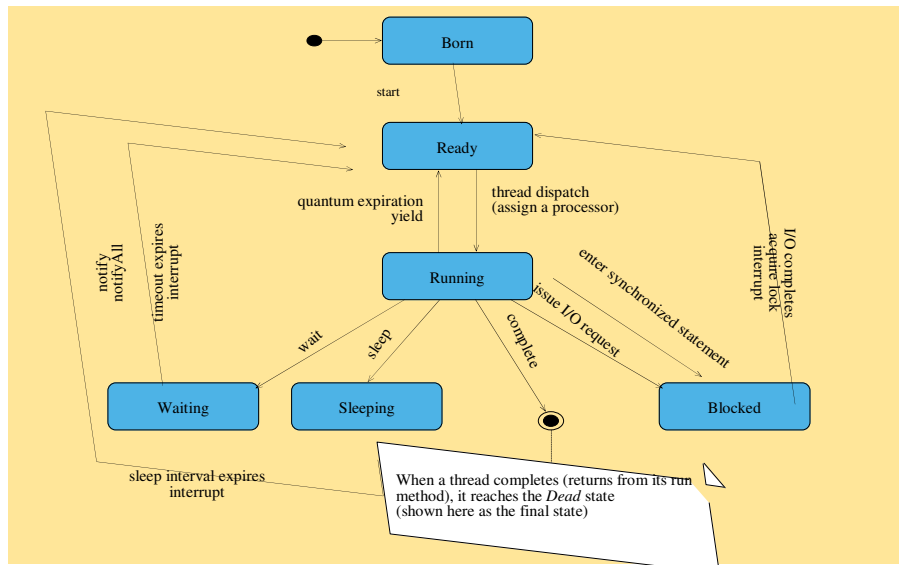 Born
start
Ready
quantum expiration
yield
thread dispatch
(assign a processor)
Running
notify
notifyAll
timeout expires
interrupt
wait
sleep
complete
issue I/O request
enter synchronized statement
I/O completes
acquire lock
interrupt
Waiting
Sleeping
Blocked
sleep interval expires
interrupt
When a thread completes (returns from its run
method), it reaches the Dead state
(shown here as the final state)